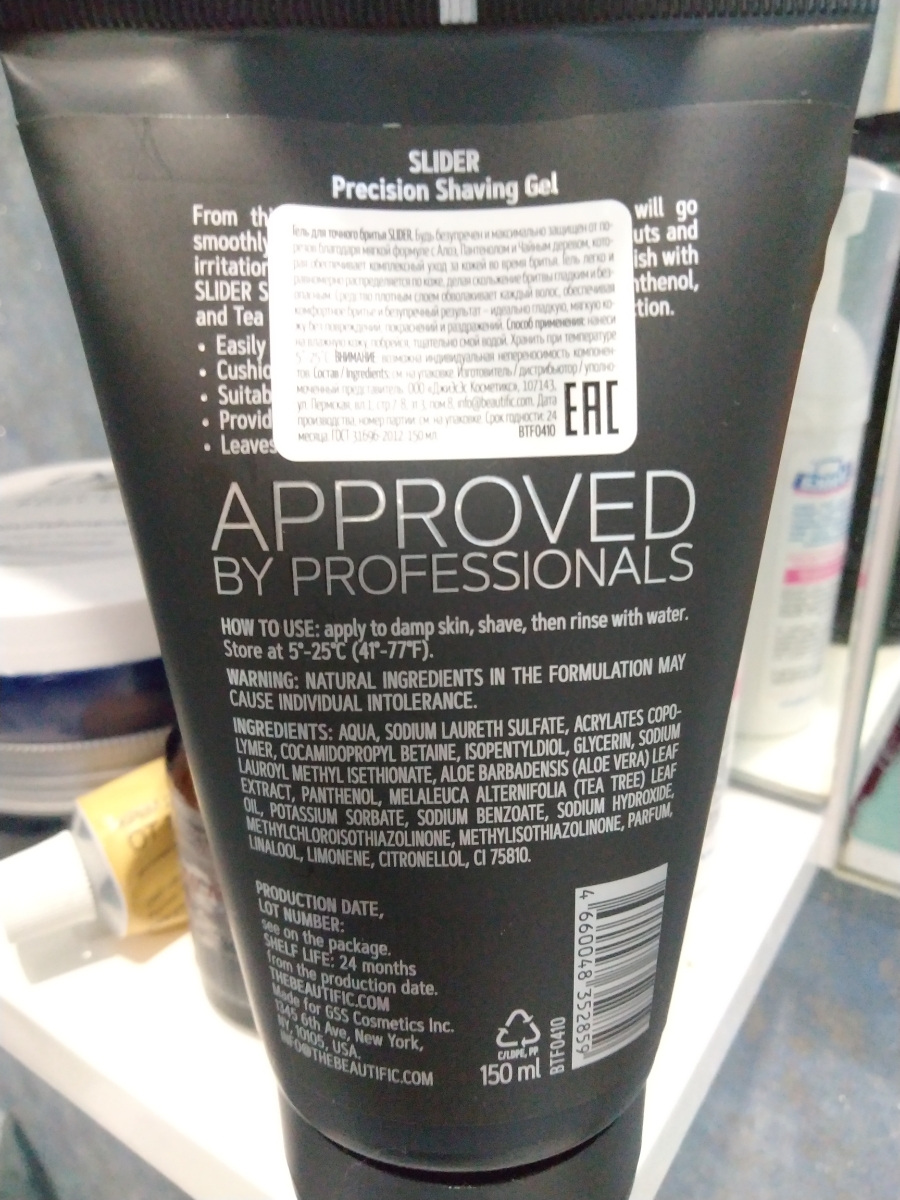 SLIDER
Precision Shaving Gel
From thi will go
smoothly uts and
irritation ish with
SLIDER S nthenol,
and Tea tion.
• Easily
• Cushio
• Suitab
• Provid
• Leaves
Гель для точного бритья SLIDER. Будь безупречен и максимально защищен от по-
резов благодаря мягкой формуле с Алоэ, Пантенолом и Чайным деревом, кото-
рая обеспечивает комплексный уход за кожей во время бритья. Гель легко и
равномерно распределяется по коже, делая скольжение бритвы гладким и без-
опасным. Средство плотным слоем обволакивает каждый волос, обеспечивая
комфортное бритье и безупречный результат – идеально гладкую, мягкую ко-
жу без повреждений, покраснений и раздражений. Способ применения: нанеси
на влажную кожу, побрейся, тщательно смой водой. Хранить при температуре
5°-25°C. ВНИМАНИЕ: возможна индивидуальная непереносимость компонен-
тов. Состав / Ingredients: см. на упаковке. Изготовитель / дистрибьютор / уполно-
моченный представитель: ООО Косметикс», 107143,
ул. Пермская, вл. 1, стр. 7-8, info@beautific.com. Дата
производства, номер партии: см. на упаковке. Срок годности: 24
месяца. ГОСТ 31696-2012. 150 мл. BTF0410
EAC
APPROVED
BY PROFESSIONALS
HOW TO USE: apply to damp skin, shave, then rinse with water.
Store at 5°-25°C (41°-77°F).
WARNING: NATURAL INGREDIENTS IN THE FORMULATION MAY
CAUSE INDIVIDUAL INTOLERANCE.
INGREDIENTS: AQUA, SODIUM LAURETH SULFATE, ACRYLATES COPO-
LYMER, COCAMIDOPROPYL BETAINE, ISOPENTYLDIOL, GLYCERIN, SODIUM
LAUROYL METHYL ISETHIONATE, ALOE BARBADENSIS (ALOE VERA) LEAF
EXTRACT, PANTHENOL, MELALEUCA ALTERNIFOLIA (TEA TREE) LEAF
OIL, POTASSIUM SORBATE, SODIUM BENZOATE, SODIUM HYDROXIDE,
METHYLCHLOROISOTHIAZOLINONE, METHYLISOTHIAZOLINONE, PARFUM,
LINALOOL, LIMONENE, CITRONELLOL, CI 75810.
PRODUCTION DATE,
LOT NUMBER:
see on the package.
SHELF LIFE: 24 months
from the production date.
THEBEAUTIFIC.COM
Made for GSS Cosmetics Inc.
1345 6th Ave, New York,
NY, 10105, USA.
INFO@THEBEAUTIFIC.COM
C/LDPE, PP
150 ml
BTF0410
4 660048 352859